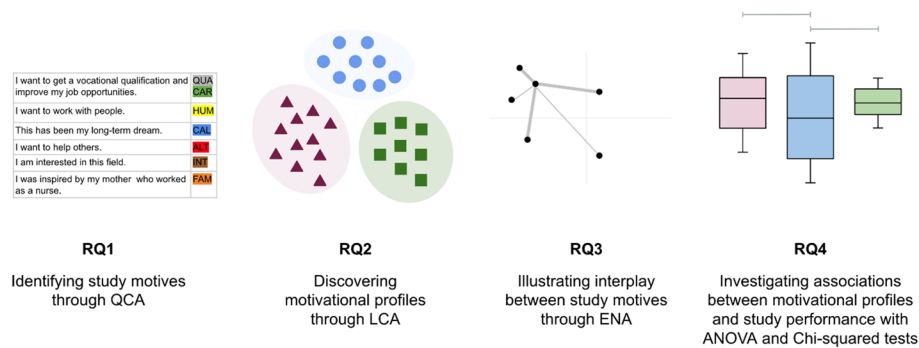 I want to get a vocational qualification and QUA
improve my job opportunities. CAR
I want to work with people. HUM
This has been my long-term dream. CAL
I want to help others. ALT
I am interested in this field. INT
I was inspired by my mother who worked FAM
as a nurse.
RQ1
Identifying study motives
through QCA
RQ2
Discovering
motivational profiles
through LCA
RQ3
Illustrating interplay
between study motives
through ENA
RQ4
Investigating associations
between motivational profiles
and study performance with
ANOVA and Chi-squared tests